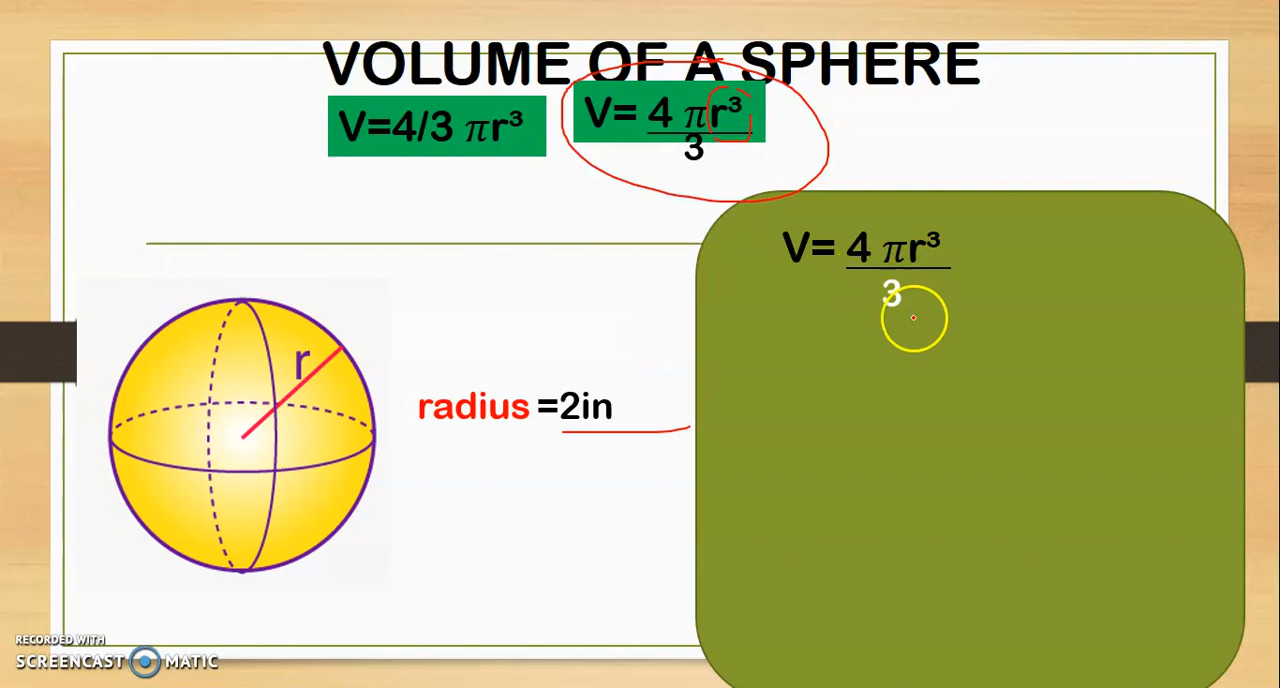 VOLUME OF A SPHERE
V=4/3 πr³
V= 4 πr³
3
V= 4 πr³
3
r
radius =2in
RECORDED WITH
SCREENCAST MATIC